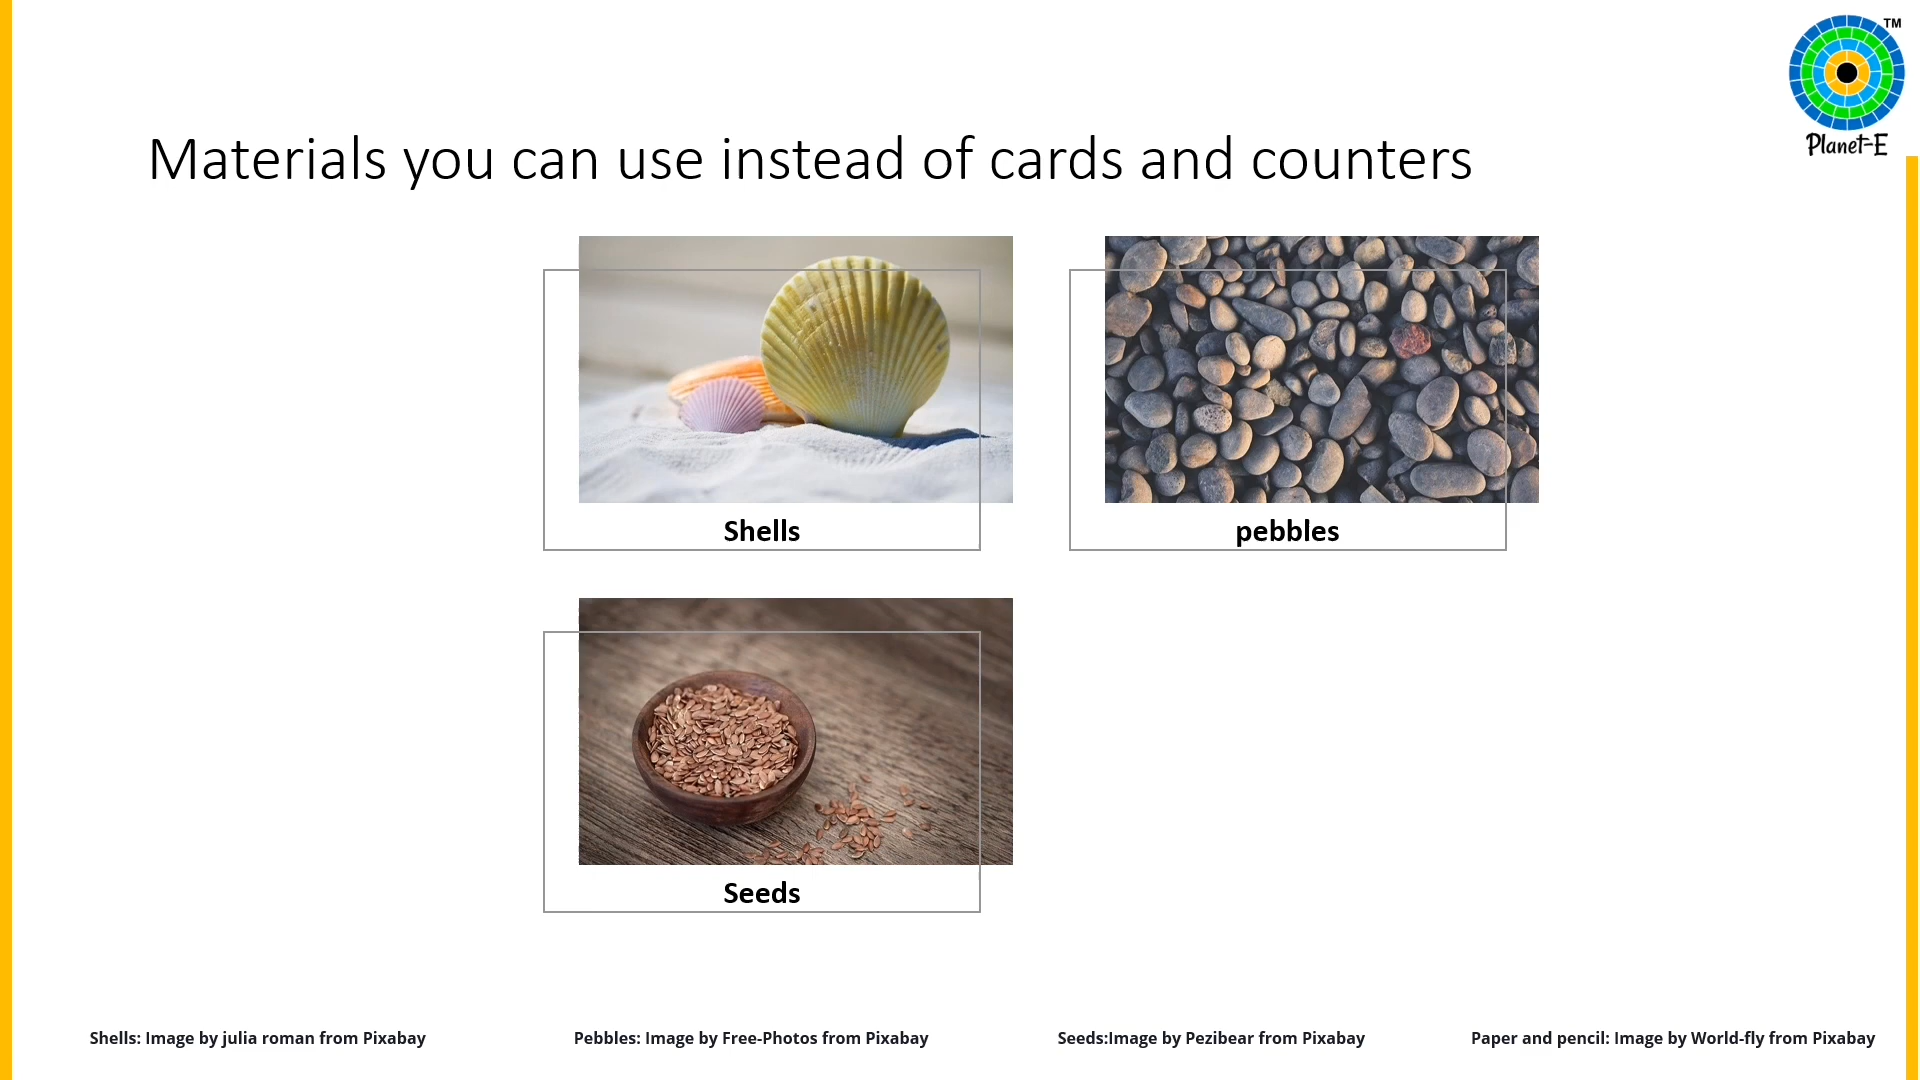 TM
Planet-E
Materials you can use instead of cards and counters
Shells
pebbles
Seeds
Shells: Image by julia roman from Pixabay
Pebbles: Image by Free-Photos from Pixabay
Seeds:Image by Pezibear from Pixabay
Paper and pencil: Image by World-fly from Pixabay